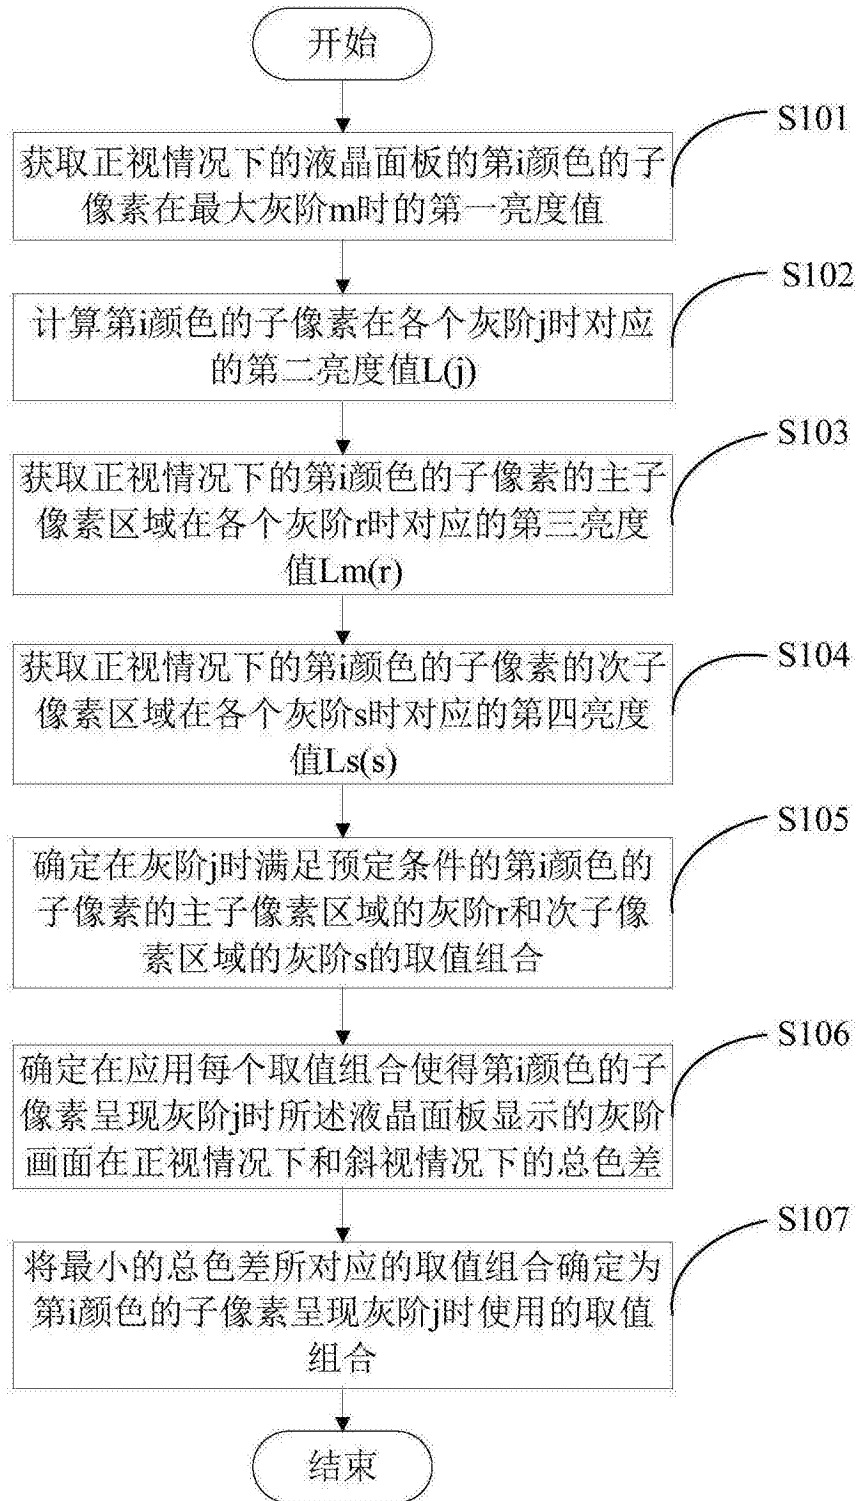 开始
S101
获取正视情况下的液晶面板的第i颜色的子
像素在最大灰阶m时的第一亮度值
S102
计算第i颜色的子像素在各个灰阶j时对应
的第二亮度值L(j)
S103
获取正视情况下的第i颜色的子像素的主子
像素区域在各个灰阶r时对应的第三亮度
值Lm(r)
S104
获取正视情况下的第i颜色的子像素的次子
像素区域在各个灰阶s时对应的第四亮度
值Ls(s)
S105
确定在灰阶j时满足预定条件的第i颜色的
子像素的主子像素区域的灰阶r和次子像
素区域的灰阶s的取值组合
S106
确定在应用每个取值组合使得第i颜色的子
像素呈现灰阶j时所述液晶面板显示的灰阶
画面在正视情况下和斜视情况下的总色差
S107
将最小的总色差所对应的取值组合确定为
第i颜色的子像素呈现灰阶j时使用的取值
组合
结束